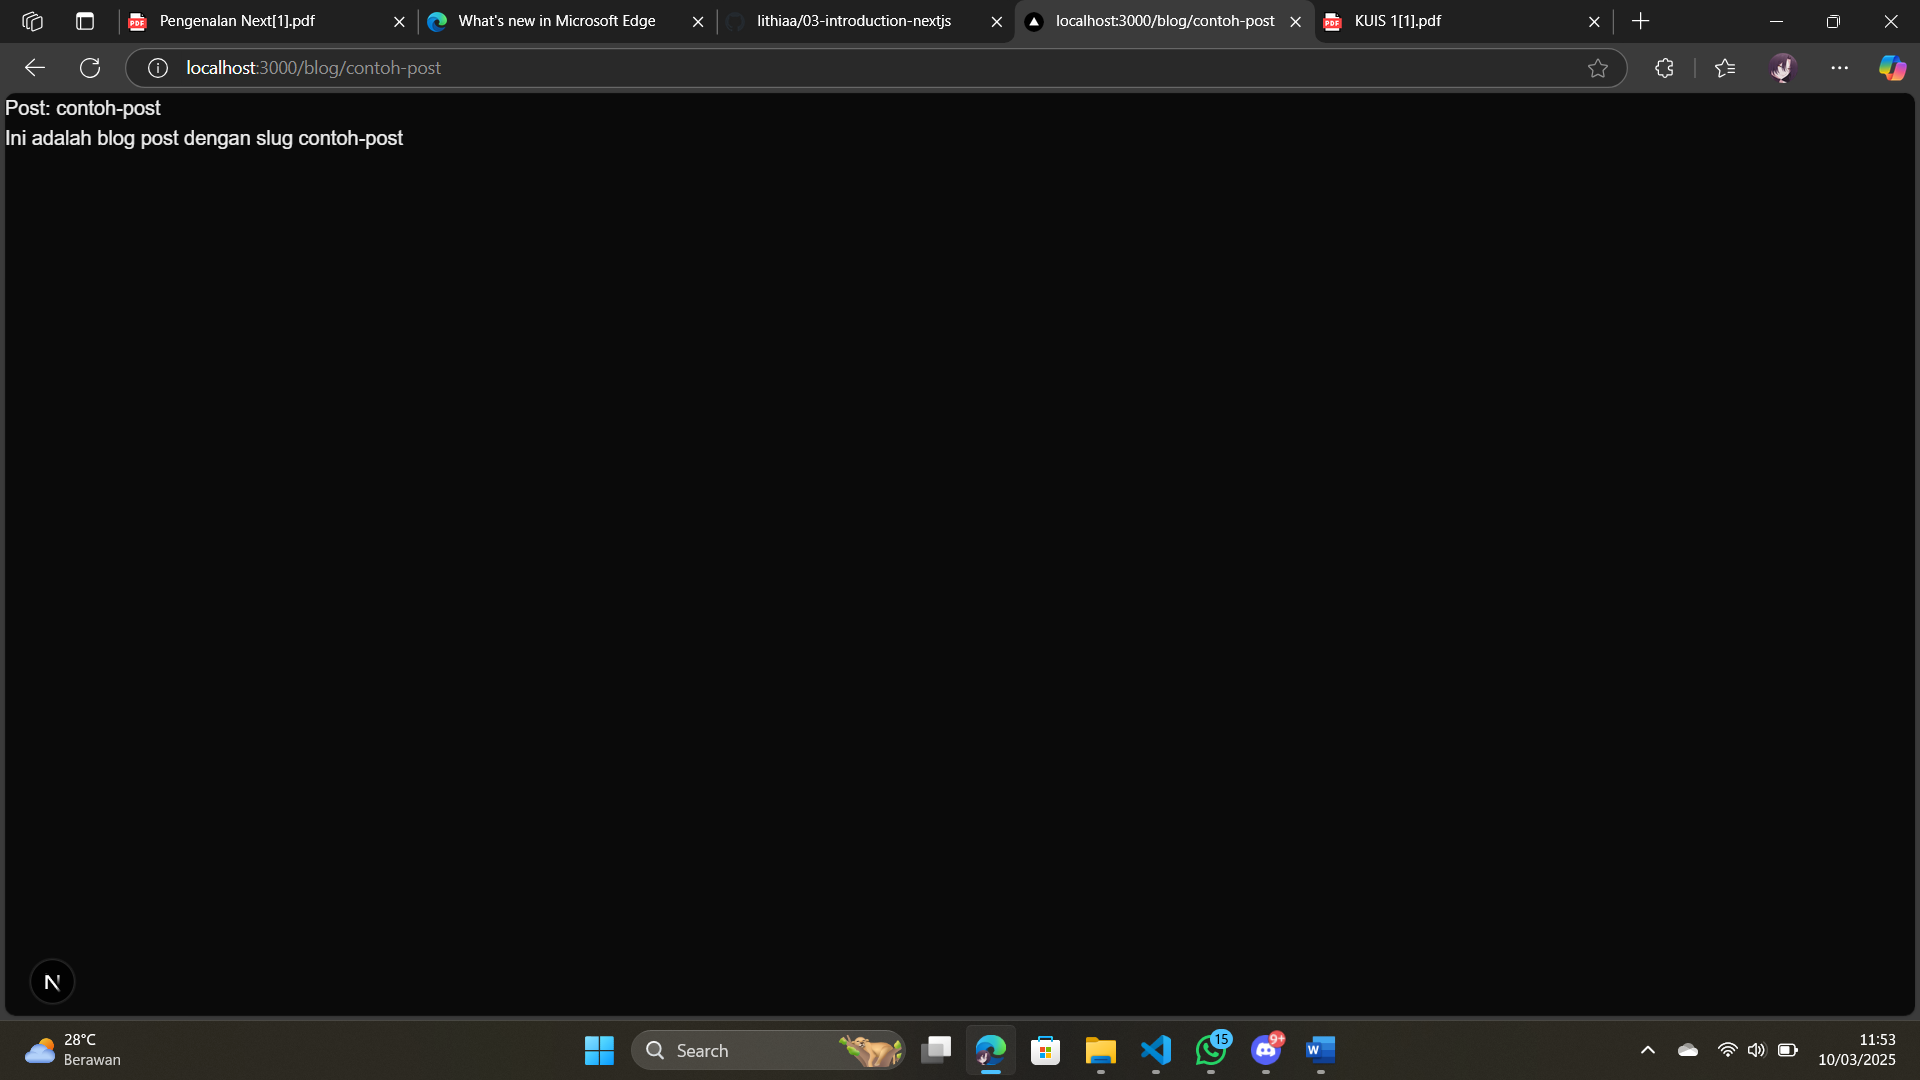 Pengenalan Next[1].pdf
What's new in Microsoft Edge
lithiaa/03-introduction-nextjs
localhost:3000/blog/contoh-post
KUIS 1[1].pdf
localhost:3000/blog/contoh-post
Post: contoh-post
Ini adalah blog post dengan slug contoh-post
N
28°C
Berawan
Search
15
9+
11:53
10/03/2025